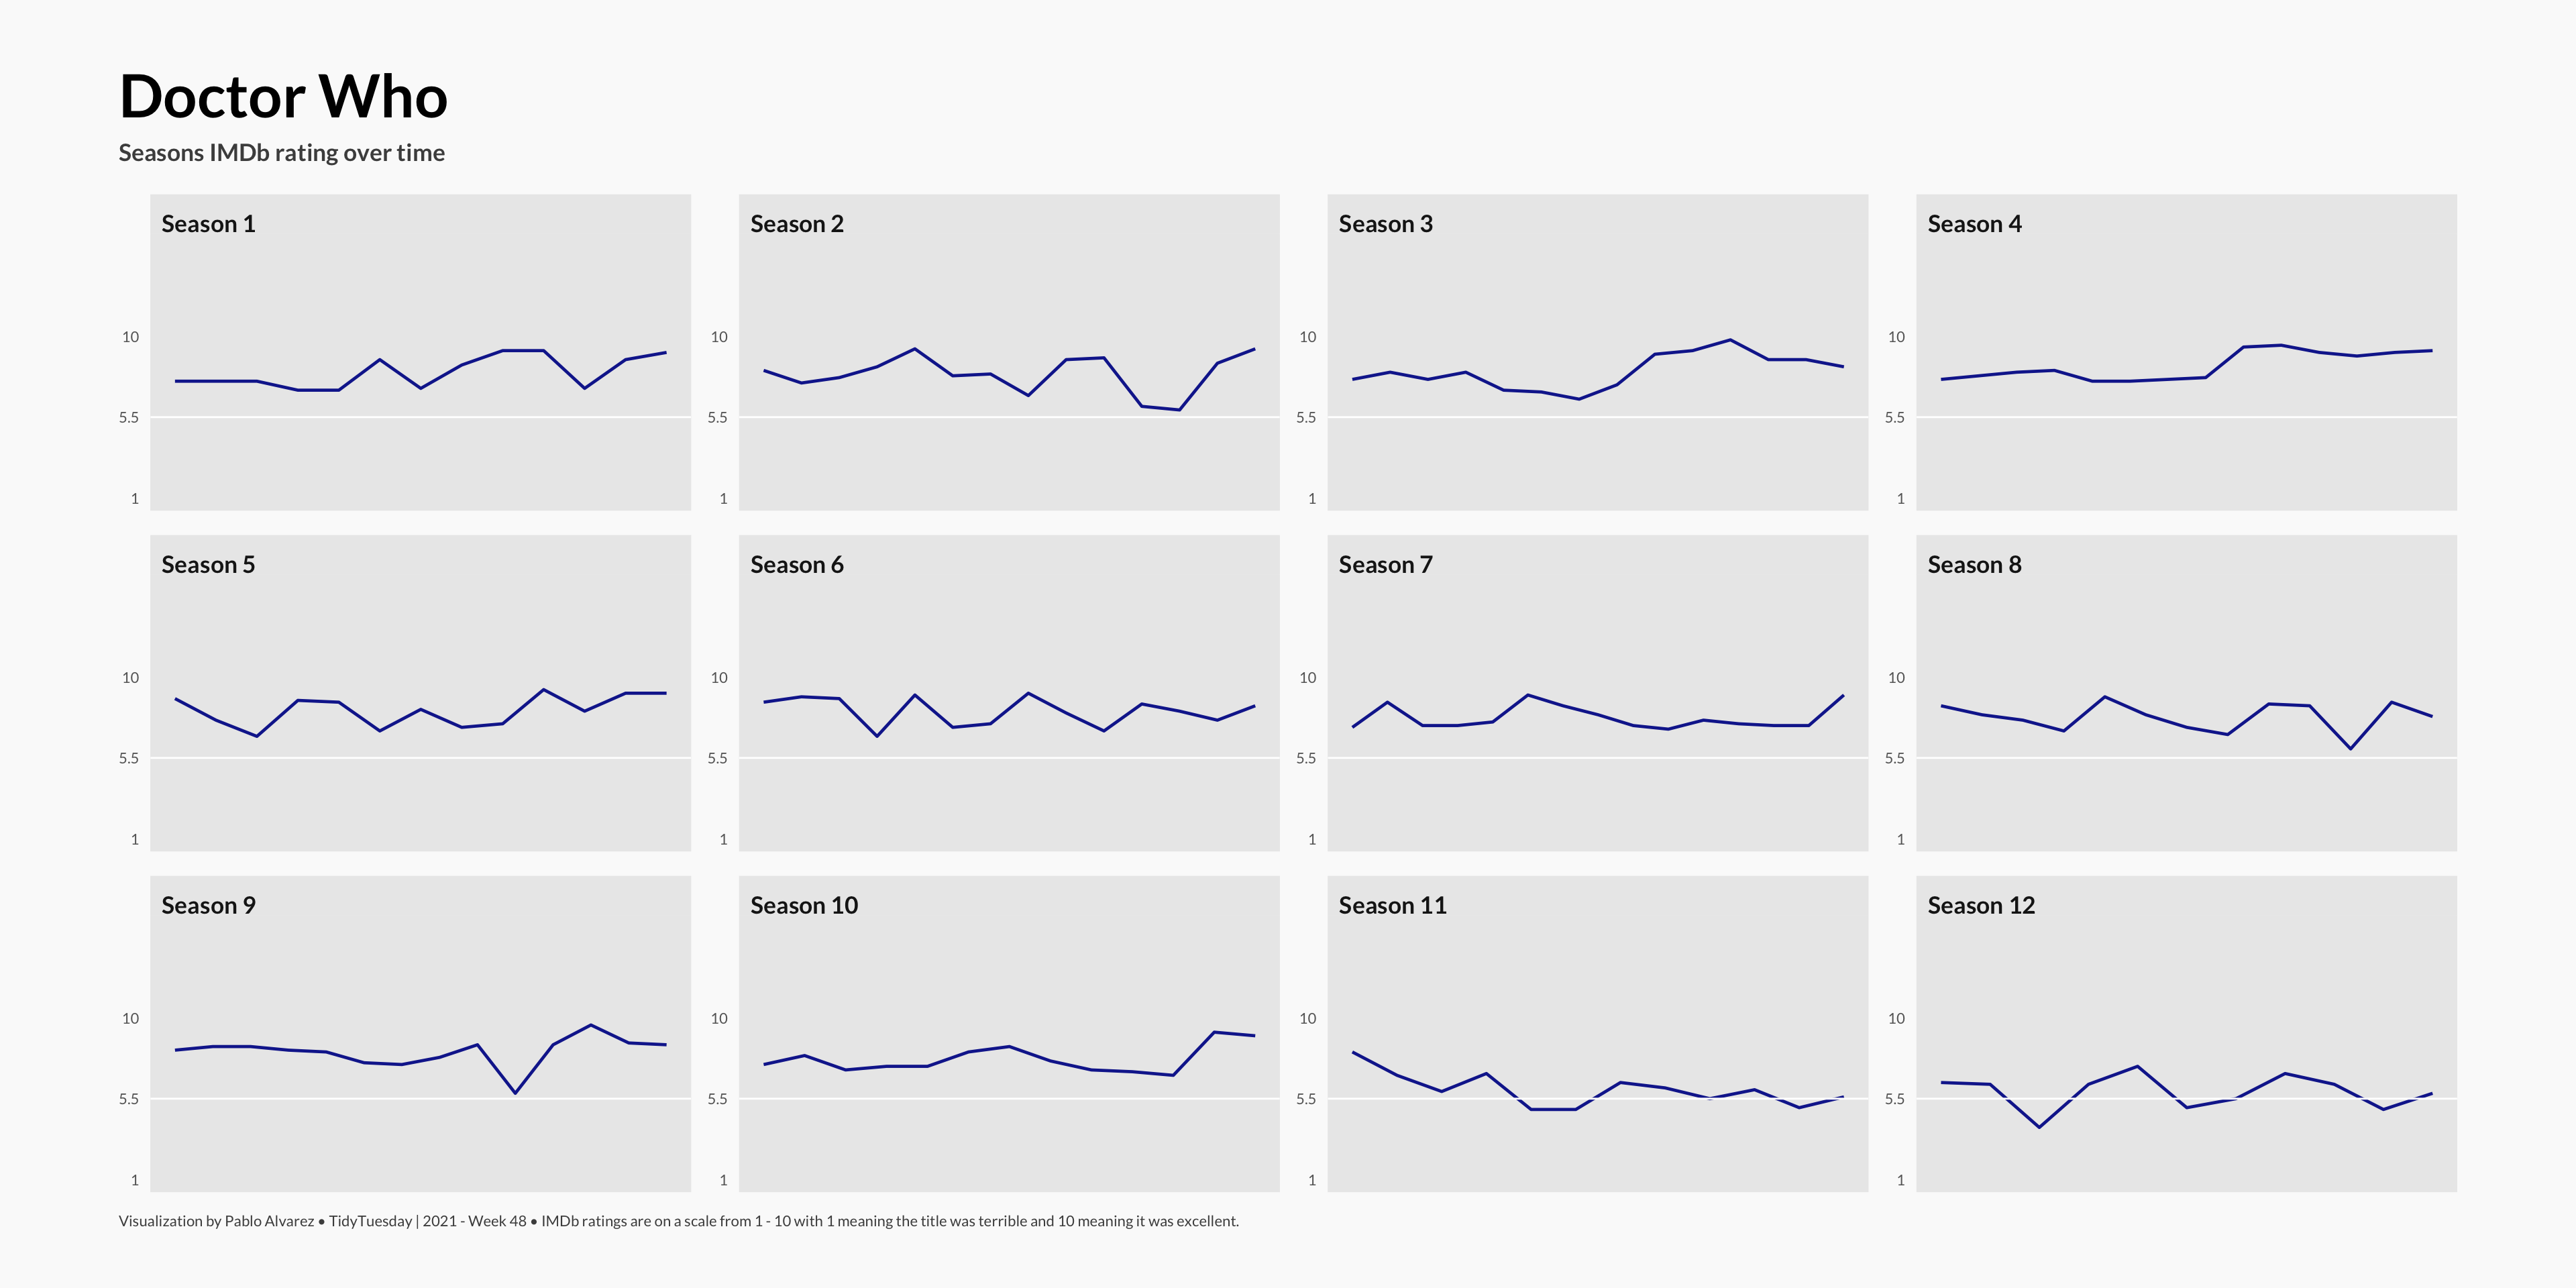 Doctor Who
Seasons IMDb rating over time
Season 1
Season 2
Season 3
Season 4
10
10
10
10
5.5
5.5
5.5
5.5
1
1
1
1
Season 5
Season 6
Season 7
Season 8
10
10
10
10
5.5
5.5
5.5
5.5
1
1
1
1
Season 9
Season 10
Season 11
Season 12
10
10
10
10
5.5
5.5
5.5
5.5
1
1
1
1
Visualization by Pablo Alvarez • TidyTuesday | 2021 - Week 48 • IMDb ratings are on a scale from 1 - 10 with 1 meaning the title was terrible and 10 meaning it was excellent.